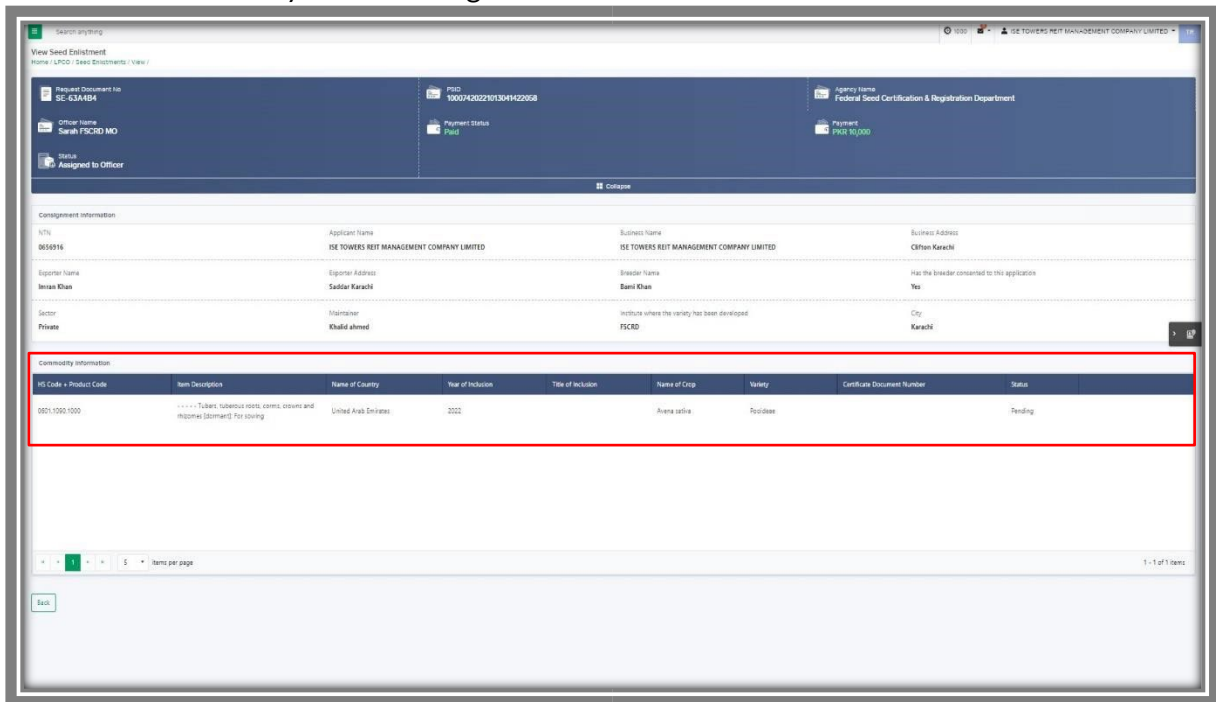 Search anything
1000
ISE TOWERS REIT MANAGEMENT COMPANY LIMITED
View Seed Enlistment
Home / LPCO / Seed Enlistments / View /
Request Document No
SE-63A4B4
PSID
10007420221013041422058
Agency Name
Federal Seed Certification & Registration Department
Officer Name
Sarah FSCRD MO
Payment Status
Paid
Payment
PKR 10,000
Status
Assigned to Officer
Collapse
Consignment Information
NTN Applicant Name Business Name Business Address
0656916 ISE TOWERS REIT MANAGEMENT COMPANY LIMITED ISE TOWERS REIT MANAGEMENT COMPANY LIMITED Clifton Karachi
Exporter Name Exporter Address Breeder Name Has the breeder consented to this application
Imran Khan Saddar Karachi Bami Khan Yes
Sector Maintainer Institute where the variety has been developed City
Private Khalid ahmed FSCRD Karachi
Commodity Information
HS Code + Product Code Item Description Name of Country Year of Inclusion Title of Inclusion Name of Crop Variety Certificate Document Number Status
0601.1090.1000 - - - - - Tubers, tuberous roots, corms, crowns and rhizomes [dormant]: For sowing United Arab Emirates 2022 Avena sativa Pooideae Pending
1 5 items per page 1 - 1 of 1 items
Back